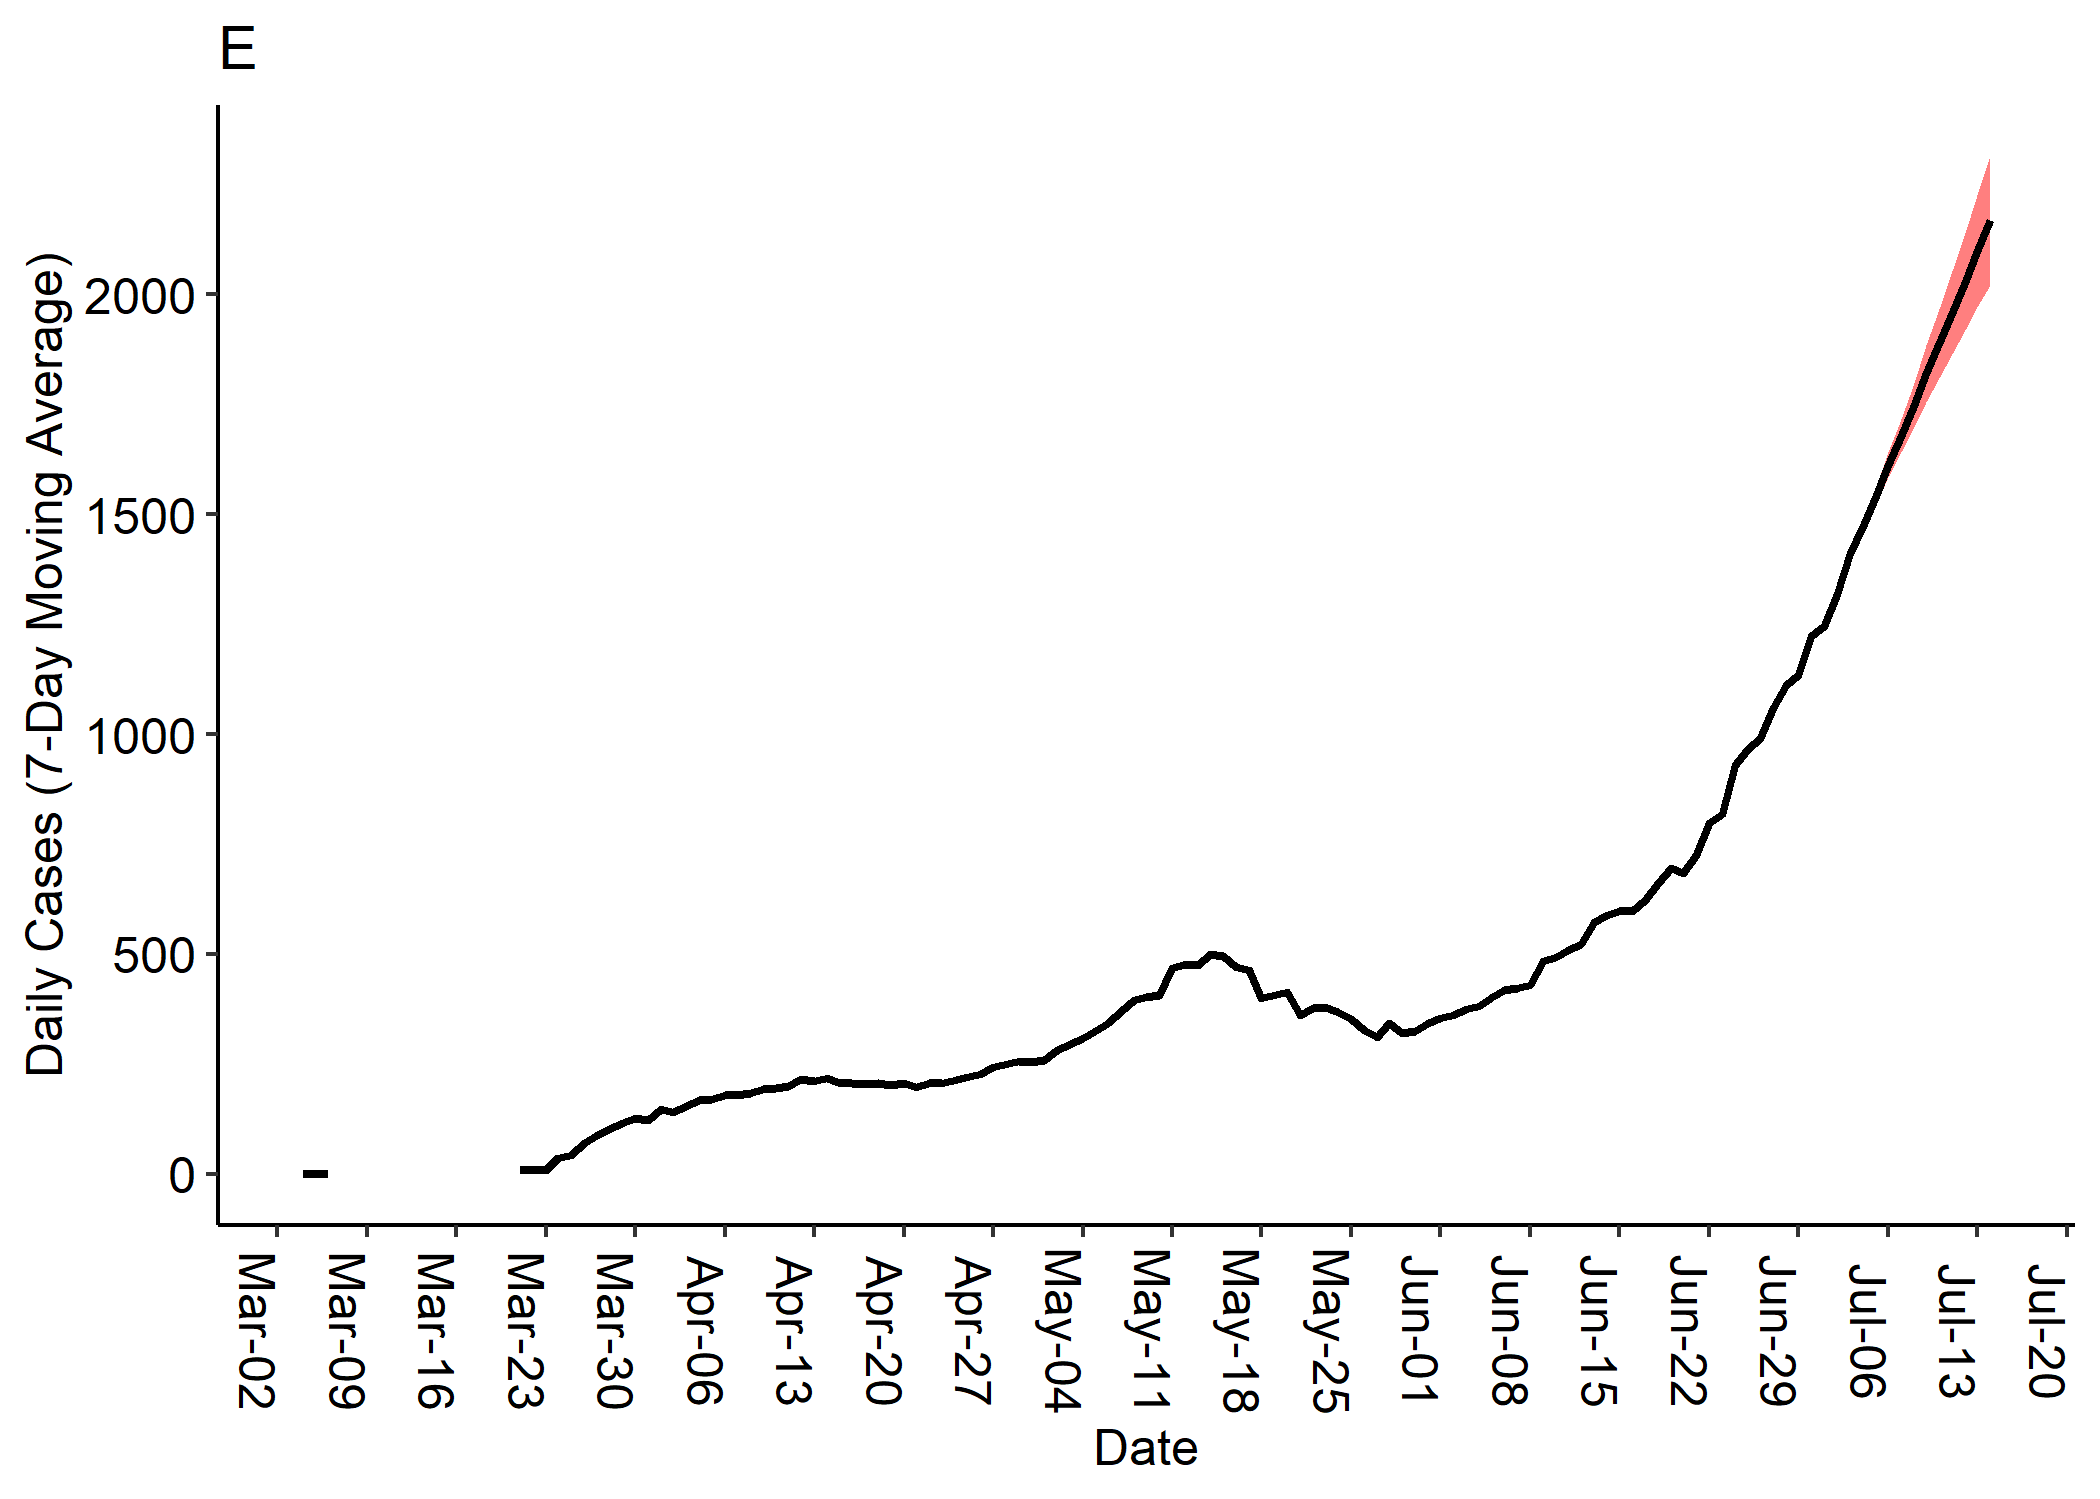 E
Daily Cases (7-Day Moving Average)
2000
1500
1000
500
0
Mar-02
Mar-09
Mar-16
Mar-23
Mar-30
Apr-06
Apr-13
Apr-20
Apr-27
May-04
May-11
May-18
May-25
Jun-01
Jun-08
Jun-15
Jun-22
Jun-29
Jul-06
Jul-13
Jul-20
Date